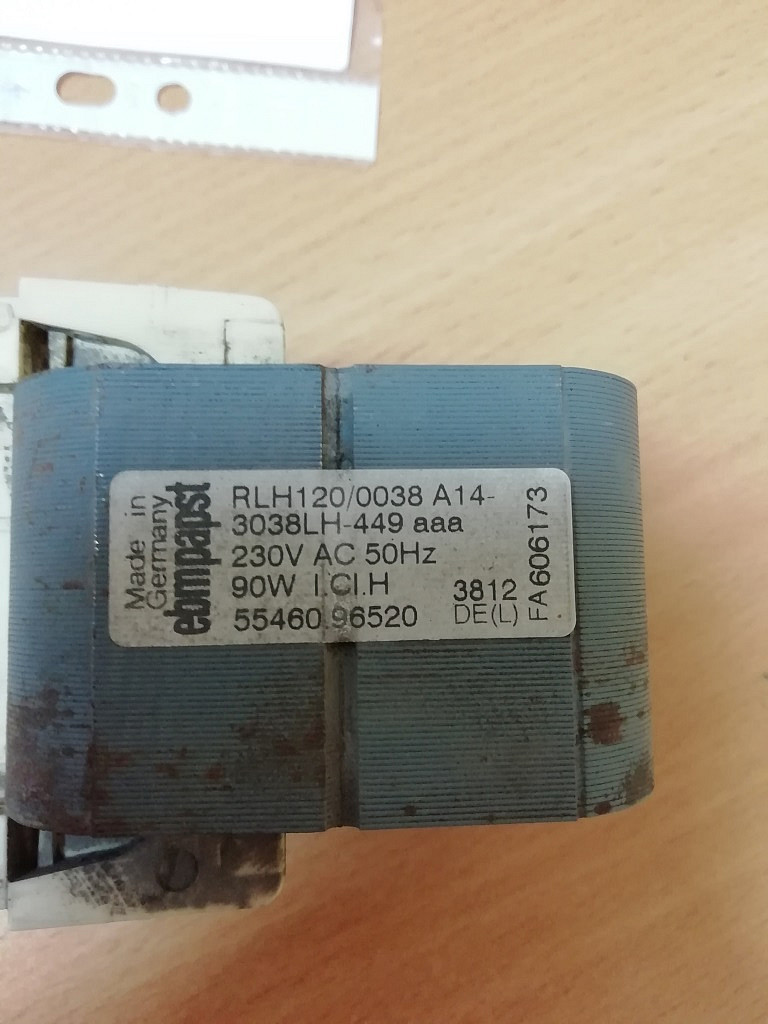 Made in
Germany
ebmpapst
RLH120/0038 A14-
3038LH-449 aaa
230V AC 50Hz
90W I.Cl.H
55460.96520
3812
DE(L)
FA606173